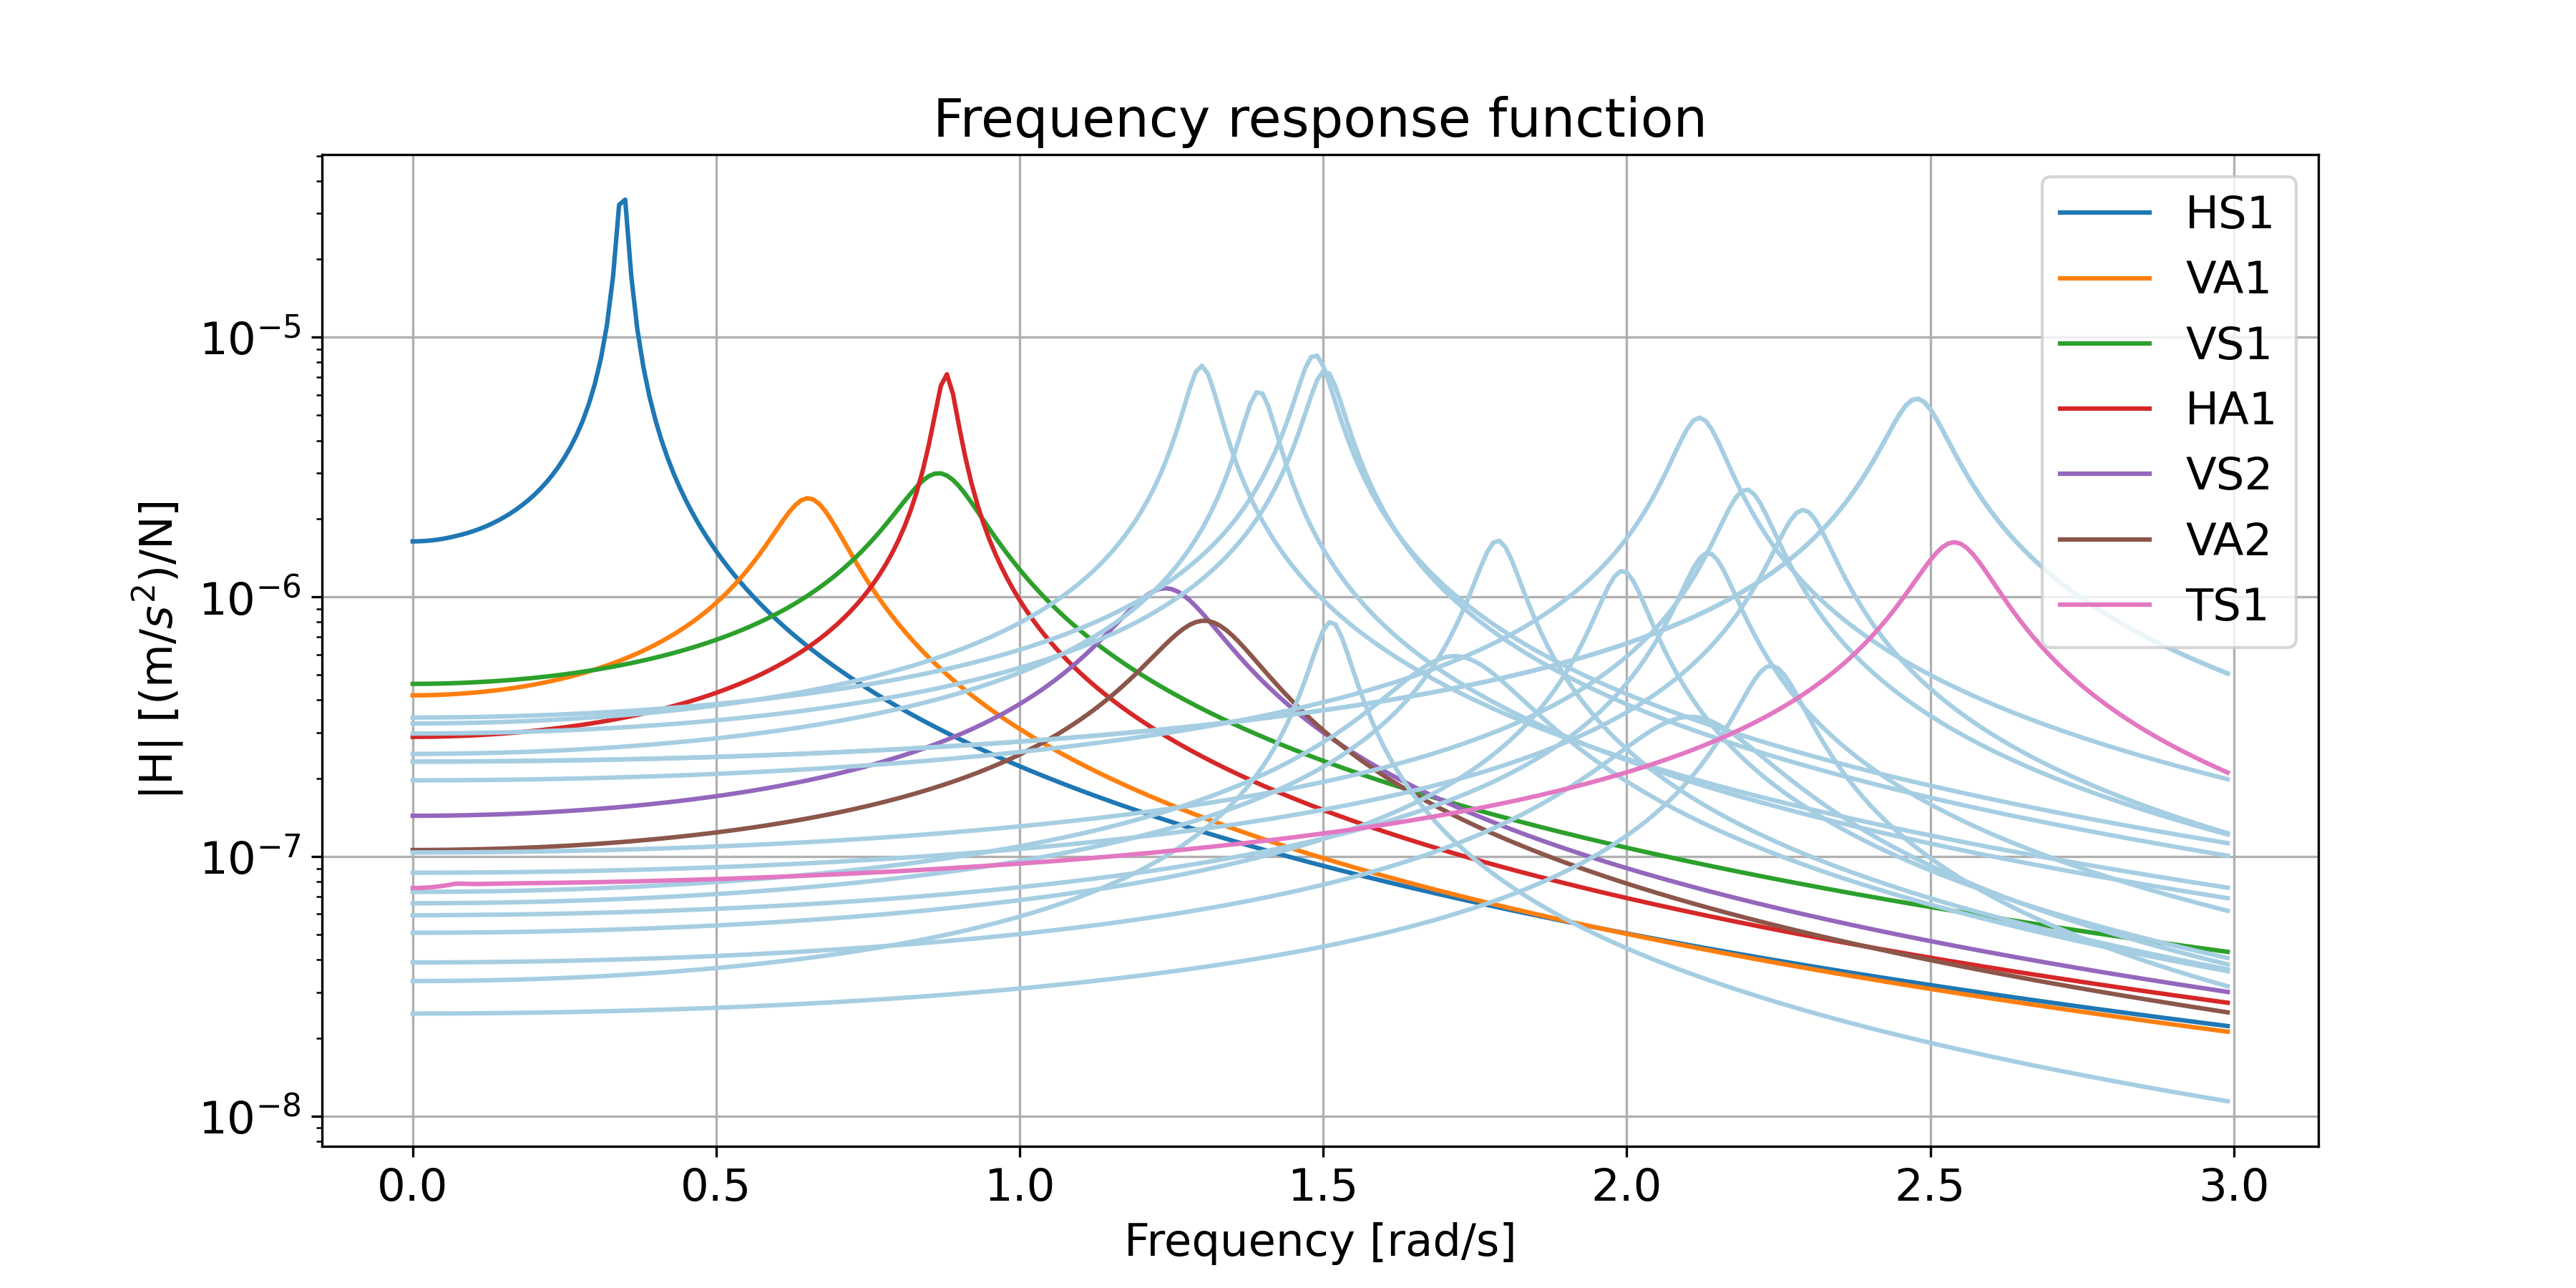 Frequency response function
|H| [(m/s²)/N]
10⁻⁵
10⁻⁶
10⁻⁷
10⁻⁸
HS1
VA1
VS1
HA1
VS2
VA2
TS1
0.0 0.5 1.0 1.5 2.0 2.5 3.0
Frequency [rad/s]